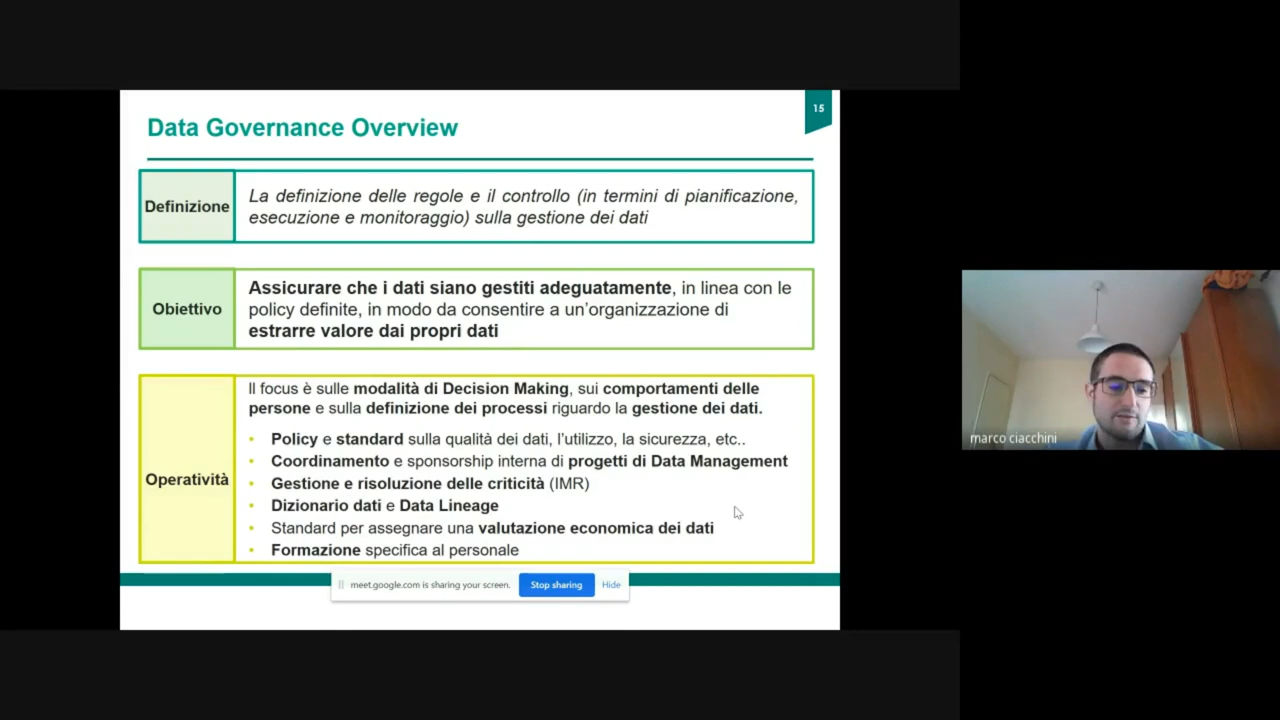 15
Data Governance Overview
Definizione
La definizione delle regole e il controllo (in termini di pianificazione,
esecuzione e monitoraggio) sulla gestione dei dati
Obiettivo
Assicurare che i dati siano gestiti adeguatamente, in linea con le
policy definite, in modo da consentire a un'organizzazione di
estrarre valore dai propri dati
Operatività
Il focus è sulle modalità di Decision Making, sui comportamenti delle
persone e sulla definizione dei processi riguardo la gestione dei dati.
• Policy e standard sulla qualità dei dati, l'utilizzo, la sicurezza, etc..
• Coordinamento e sponsorship interna di progetti di Data Management
• Gestione e risoluzione delle criticità (IMR)
• Dizionario dati e Data Lineage
• Standard per assegnare una valutazione economica dei dati
• Formazione specifica al personale
meet.google.com is sharing your screen. Stop sharing Hide
marco ciacchini